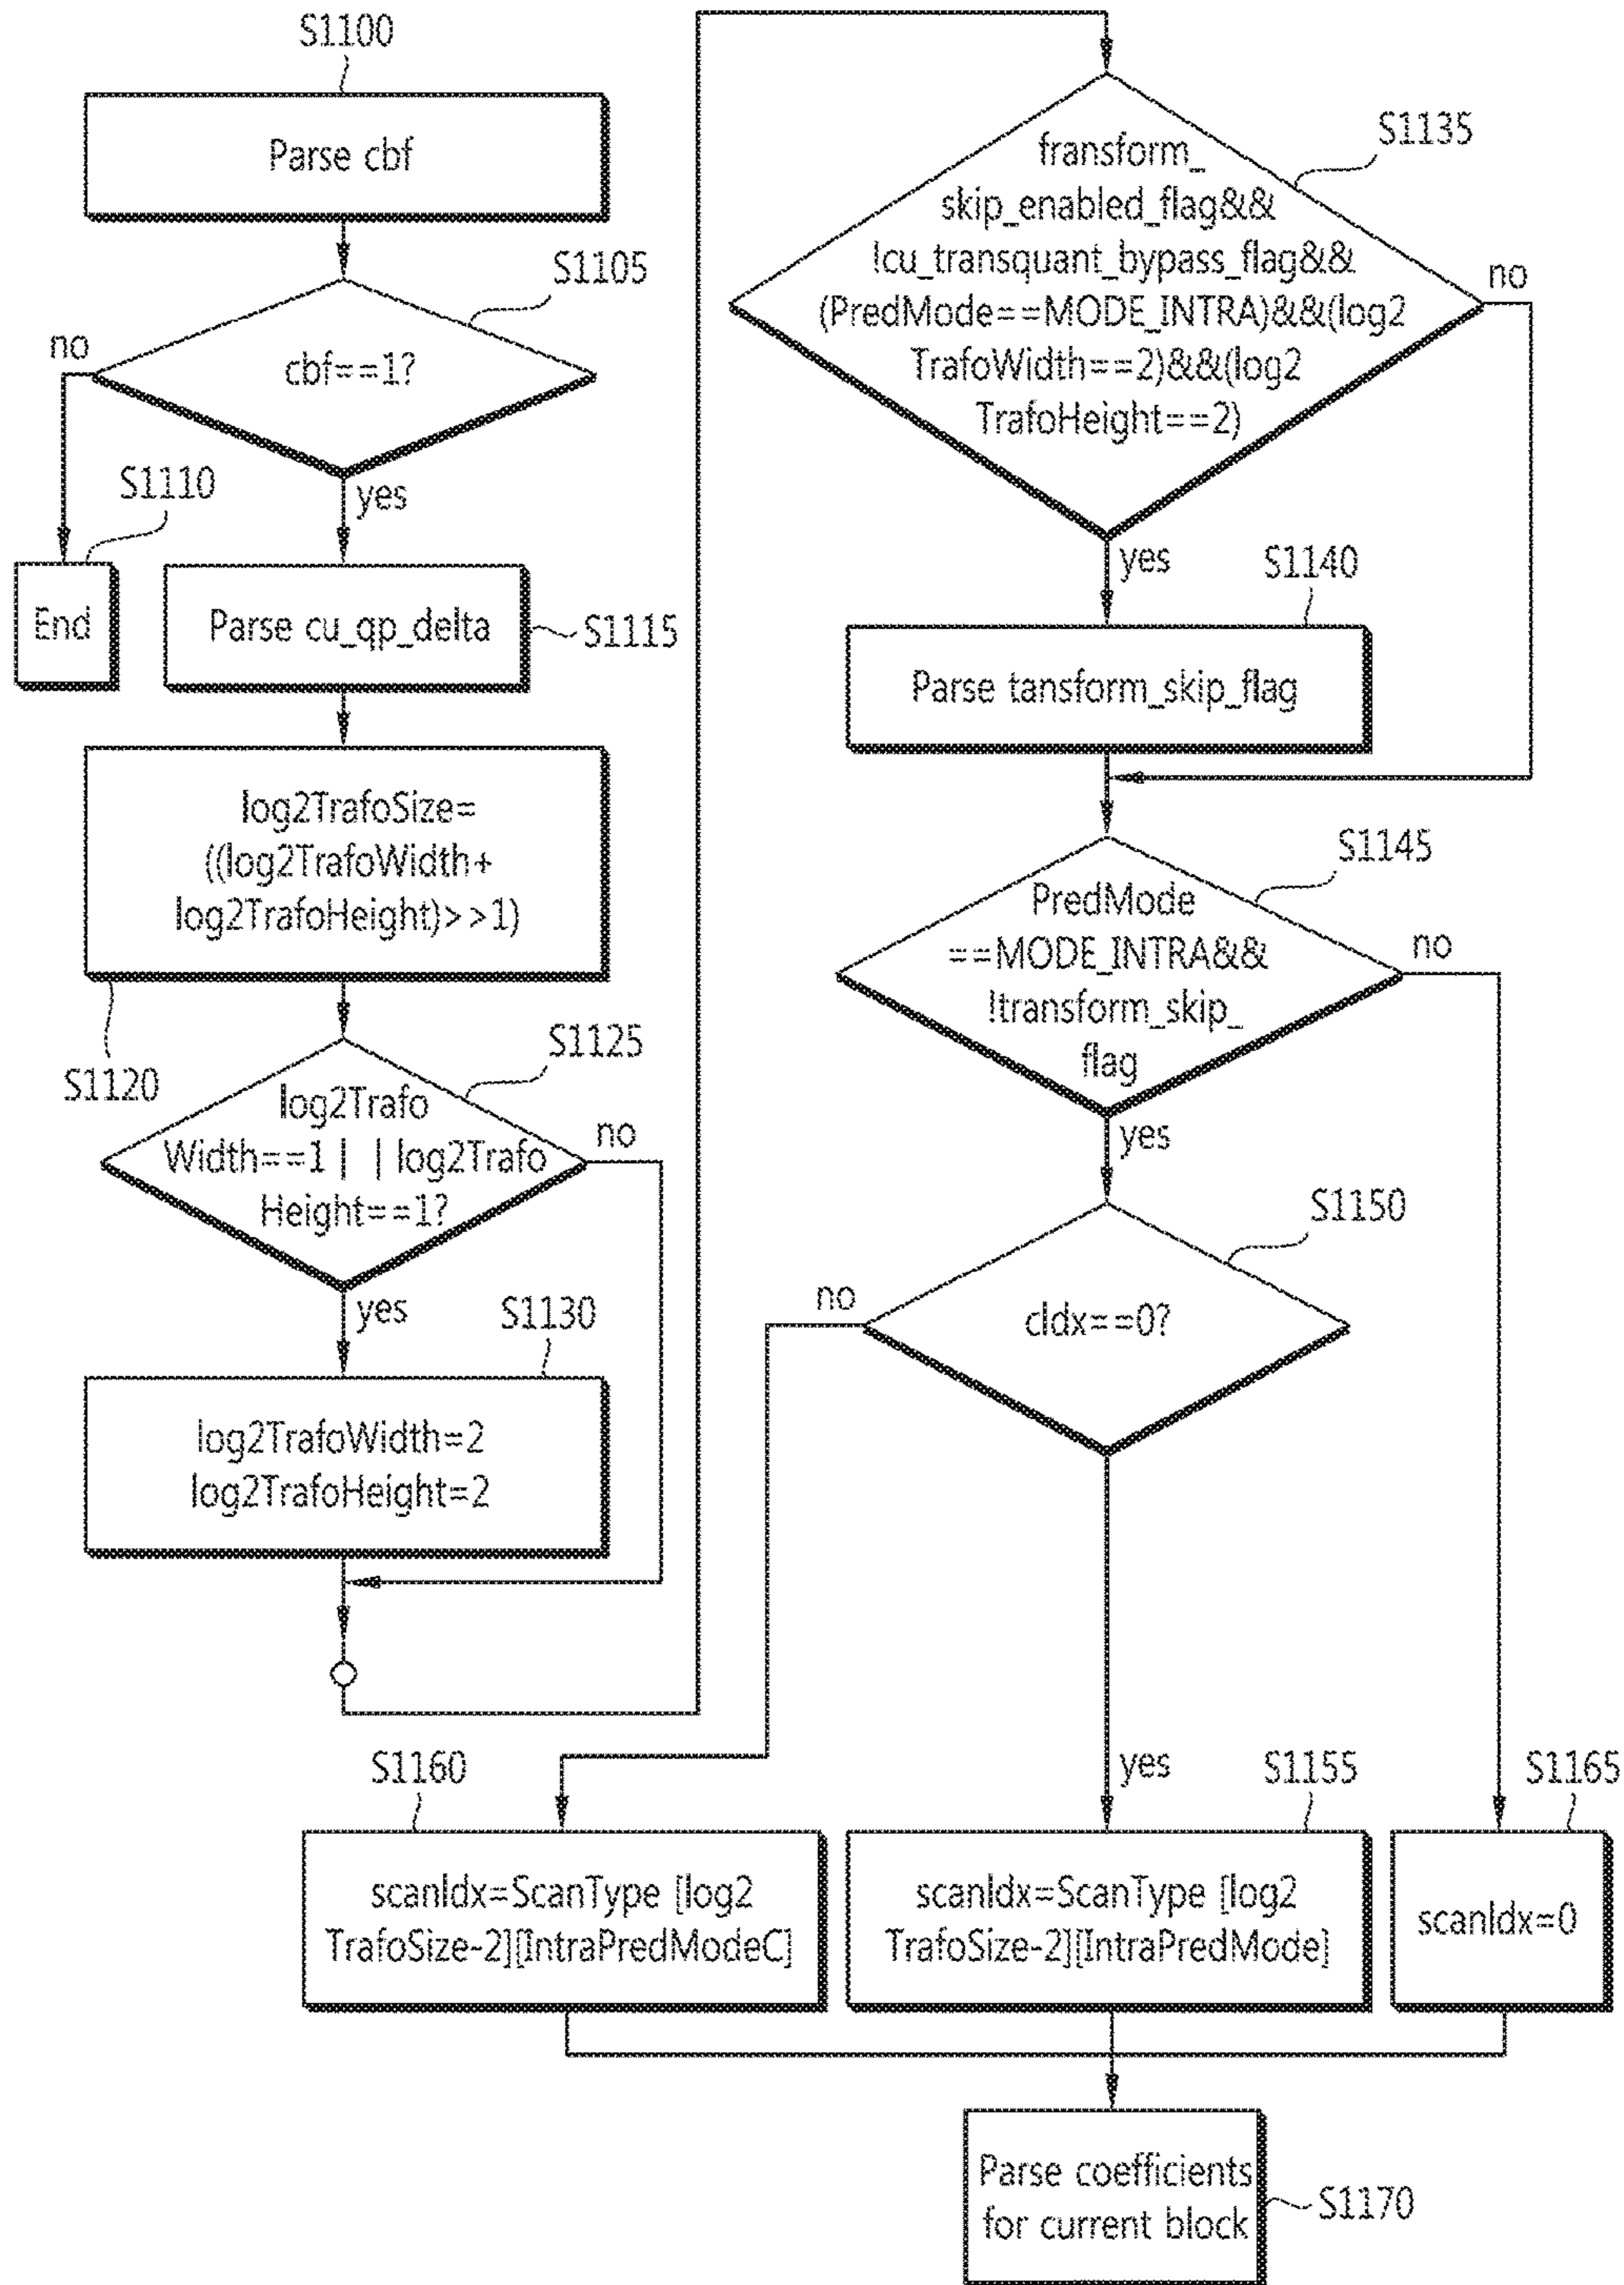 S1100
Parse cbf
S1105
no
cbf==1?
S1110
yes
End
Parse cu_qp_delta
S1115
log2TrafoSize=
((log2TrafoWidth+
log2TrafoHeight)>>1)
S1120
S1125
log2Trafo
Width==1 | | log2Trafo
Height==1?
no
yes
S1130
log2TrafoWidth=2
log2TrafoHeight=2
S1135
fransform_
skip_enabled_flag&&
!cu_transquant_bypass_flag&&
(PredMode==MODE_INTRA)&&(log2
TrafoWidth==2)&&(log2
TrafoHeight==2)
no
yes
S1140
Parse tansform_skip_flag
S1145
PredMode
==MODE_INTRA&&
!transform_skip_
flag
no
yes
S1150
no
cIdx==0?
yes
S1160
S1155
S1165
scanIdx=ScanType [log2
TrafoSize-2][IntraPredModeC]
scanIdx=ScanType [log2
TrafoSize-2][IntraPredMode]
scanIdx=0
Parse coefficients
for current block
S1170